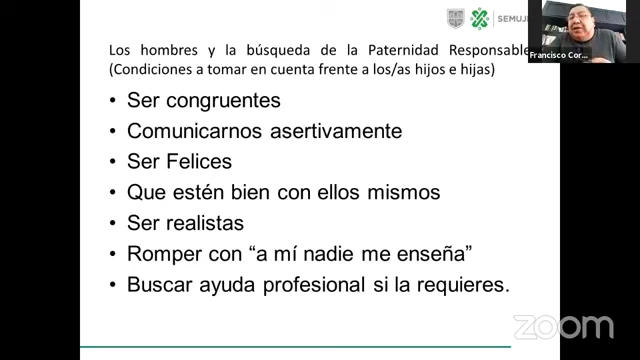 SEMUJE
Los hombres y la búsqueda de la Paternidad Responsable
(Condiciones a tomar en cuenta frente a los/as hijos e hijas)
Francisco Cor...
• Ser congruentes
• Comunicarnos asertivamente
• Ser Felices
• Que estén bien con ellos mismos
• Ser realistas
• Romper con “a mí nadie me enseña”
• Buscar ayuda profesional si la requieres.
zoom